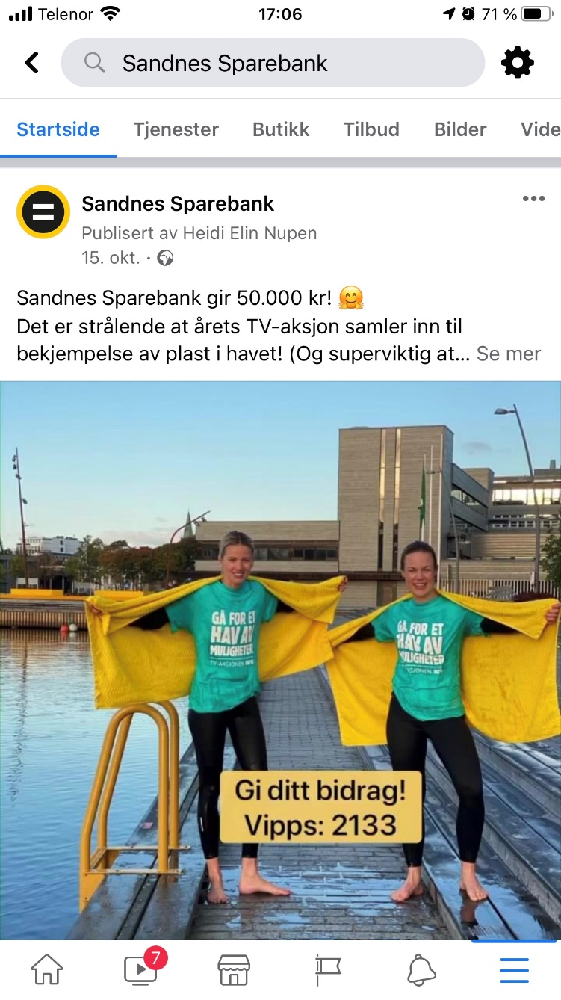 Telenor 17:06 71 %
Sandnes Sparebank
Startside Tjenester Butikk Tilbud Bilder Vide
Sandnes Sparebank
Publisert av Heidi Elin Nupen
15. okt. ·
Sandnes Sparebank gir 50.000 kr! 🤗
Det er strålende at årets TV-aksjon samler inn til
bekjempelse av plast i havet! (Og superviktig at... Se mer
GÅ FOR ET
HAV AV
MULIGHETER
TV-AKSJONEN NRK
GÅ FOR ET
HAV AV
MULIGHETER
Gi ditt bidrag!
Vipps: 2133
7